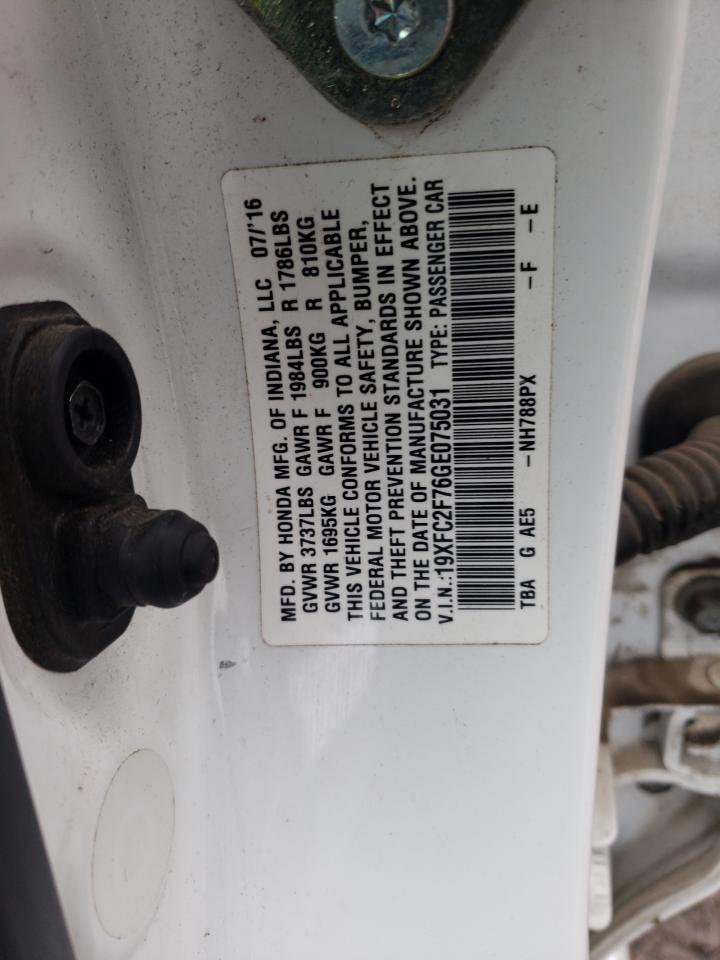 MFD. BY HONDA MFG. OF INDIANA, LLC 07/'16
GVWR 3737LBS GAWR F 1984LBS R 1786LBS
GVWR 1695KG GAWR F 900KG R 810KG
THIS VEHICLE CONFORMS TO ALL APPLICABLE
FEDERAL MOTOR VEHICLE SAFETY, BUMPER,
AND THEFT PREVENTION STANDARDS IN EFFECT
ON THE DATE OF MANUFACTURE SHOWN ABOVE.
V.I.N.:19XFC2F76GE075031 TYPE: PASSENGER CAR
TBA G AE5 – NH788PX – F – E